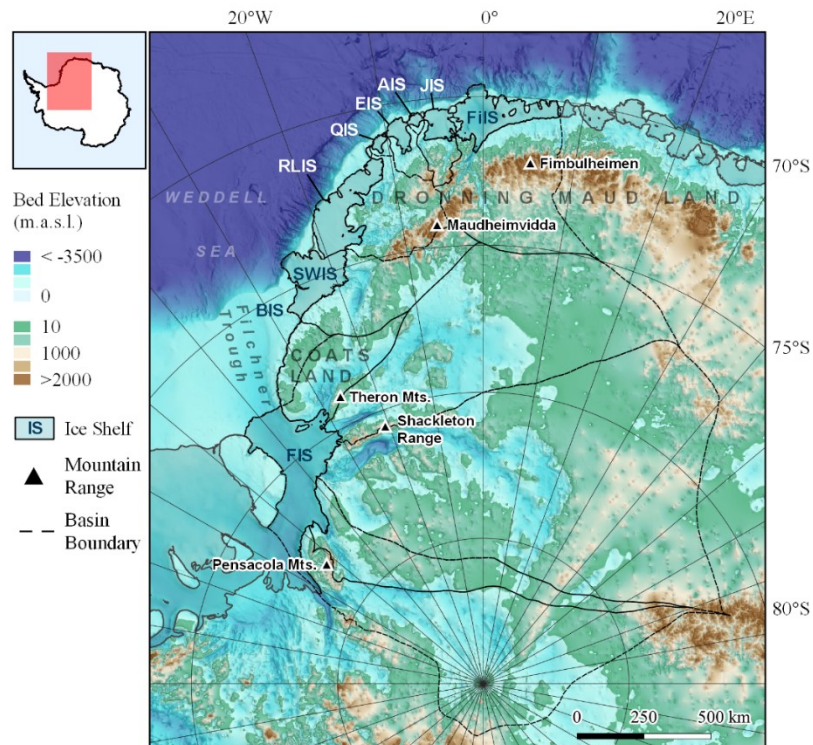 20°W 0° 20°E
AIS JIS
EIS
QIS
FiIS
RLIS
Fimbulheimen
70°S
WEDDELL
SEA
DRONNING MAUD LAND
Maudheimvidda
SWIS
BIS
Filchner
Trough
COATS
LAND
75°S
Theron Mts.
Shackleton
Range
FIS
Pensacola Mts.
80°S
0 250 500 km
Bed Elevation
(m.a.s.l.)
< -3500
0
10
1000
>2000
IS Ice Shelf
Mountain
Range
Basin
Boundary